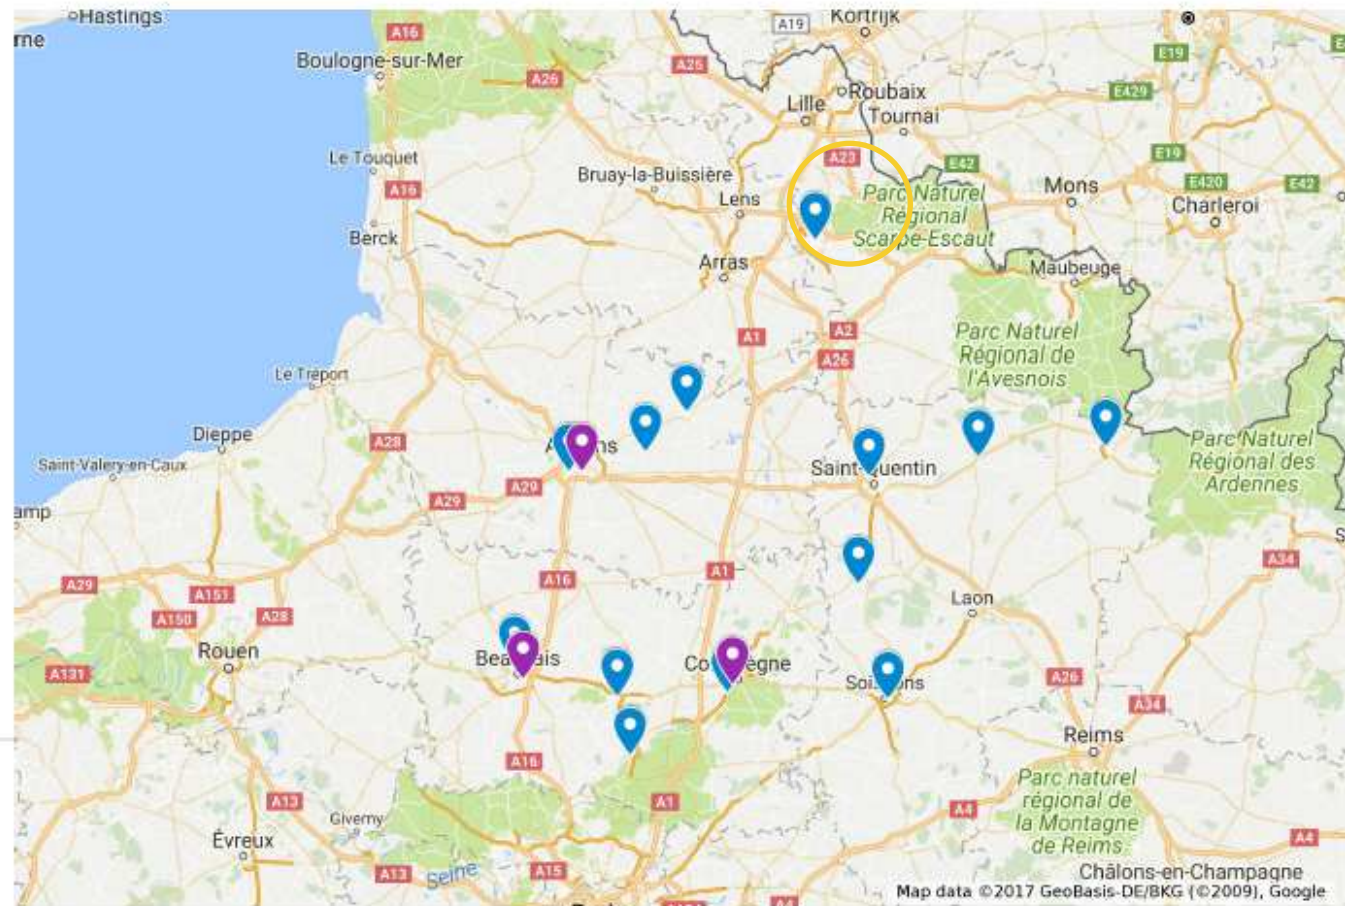 Hastings
rne
Boulogne-sur-Mer
A16
A26
A25
A19
Kortrijk
E19
E429
Roubaix
Lille
Tournai
Le Touquet
A16
Bruay-la-Buissière
A23
E42
E19
E420
E42
Lens
Mons
Charleroi
Parc Naturel
Régional
Scarpe-Escaut
Berck
Arras
Maubeuge
A1
A2
A26
Parc Naturel
Régional de
l'Avesnois
Le Tréport
Dieppe
A28
Saint-Valery-en-Caux
A29
A29
Saint-Quentin
Parc Naturel
Régional des
Ardennes
amp
A29
A151
A150
A28
A16
A1
A34
Laon
Rouen
A131
A26
A34
Reims
A16
A13
A1
A4
A4
Giverny
Évreux
Parc naturel
régional de
la Montagne
de Reims
A13
Seine
A15
A4
Châlons-en-Champagne
Map data ©2017 GeoBasis-DE/BKG (©2009), Google